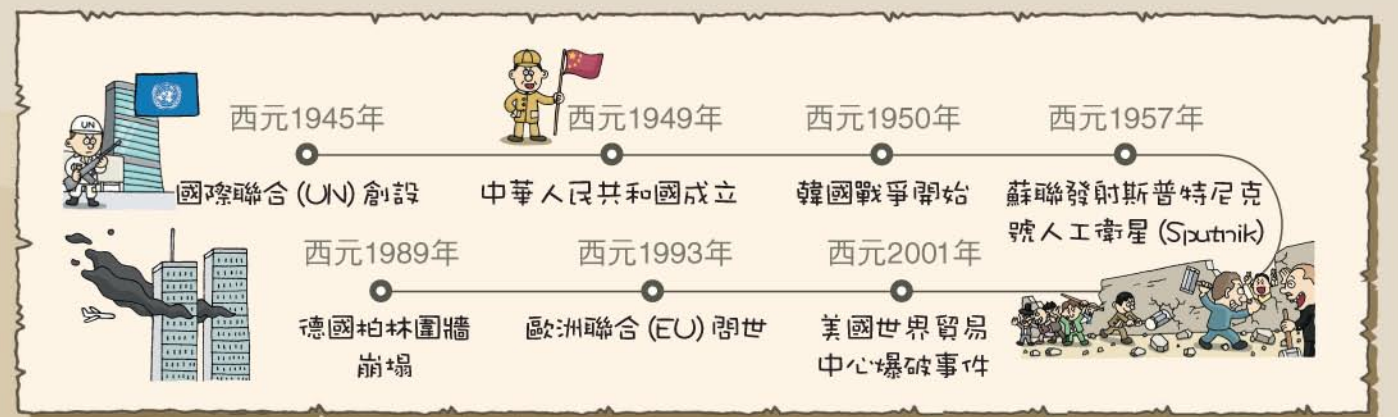 西元1945年
西元1949年
西元1950年
西元1957年
UN
國際聯合(UN)創設
中華人民共和國成立
韓國戰爭開始
蘇聯發射斯普特尼克
號人工衛星(Sputnik)
西元1989年
西元1993年
西元2001年
德國柏林圍牆
崩塌
歐洲聯合(EU)問世
美國世界貿易
中心爆破事件